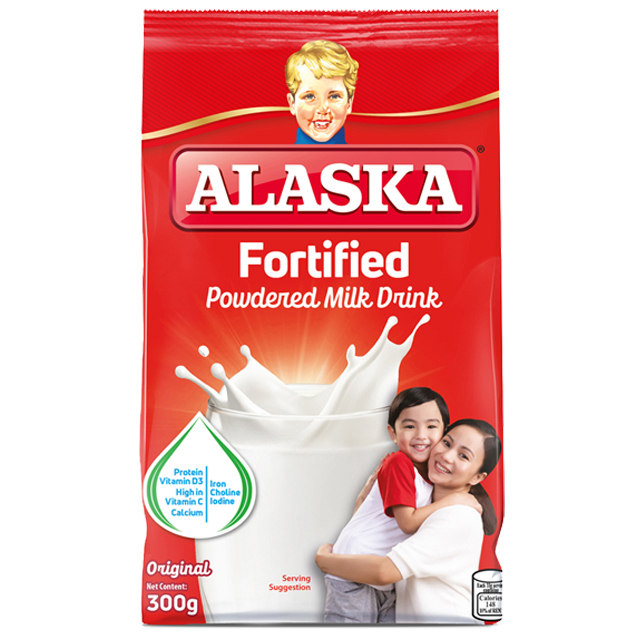 ALASKA®
Fortified
Powdered Milk Drink
Protein
Vitamin D3
High in
Vitamin C
Calcium
Iron
Choline
Iodine
Original
Net Content:
300g
Serving
Suggestion
Calories
148